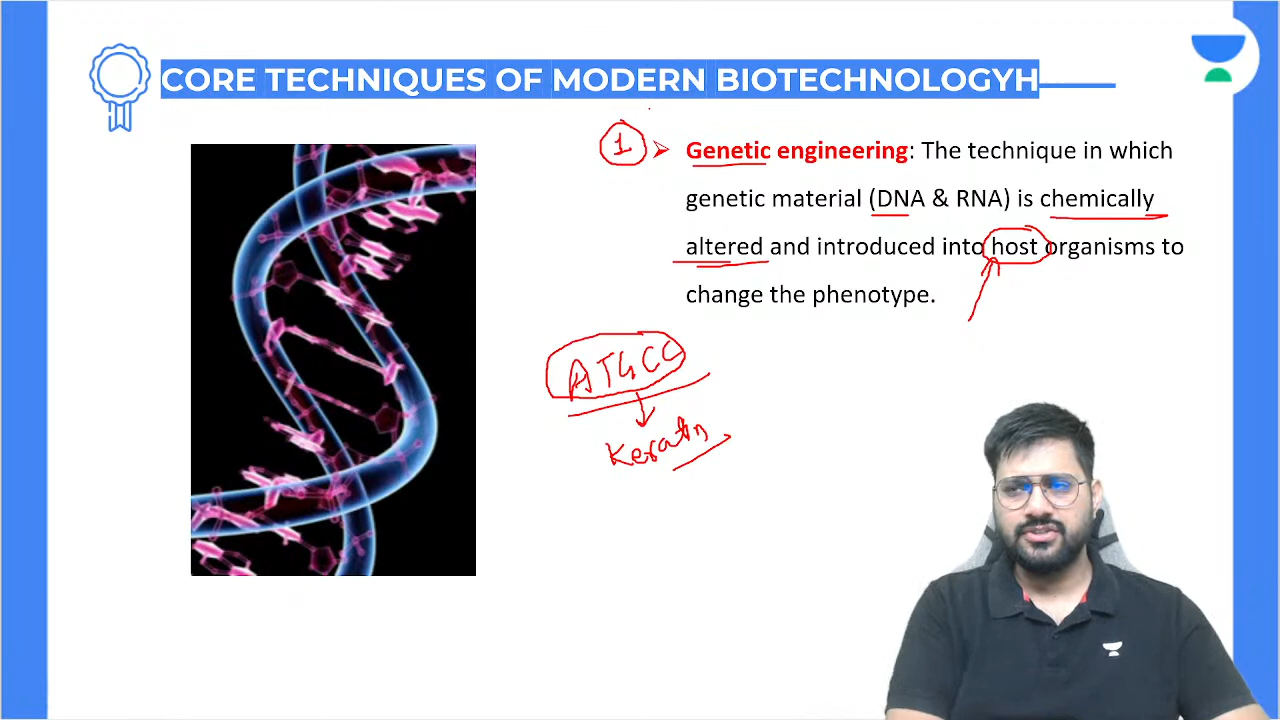 CORE TECHNIQUES OF MODERN BIOTECHNOLOGYH
1 ➢ Genetic engineering: The technique in which
genetic material (DNA & RNA) is chemically
altered and introduced into host organisms to
change the phenotype.
ATGCC
Keratin